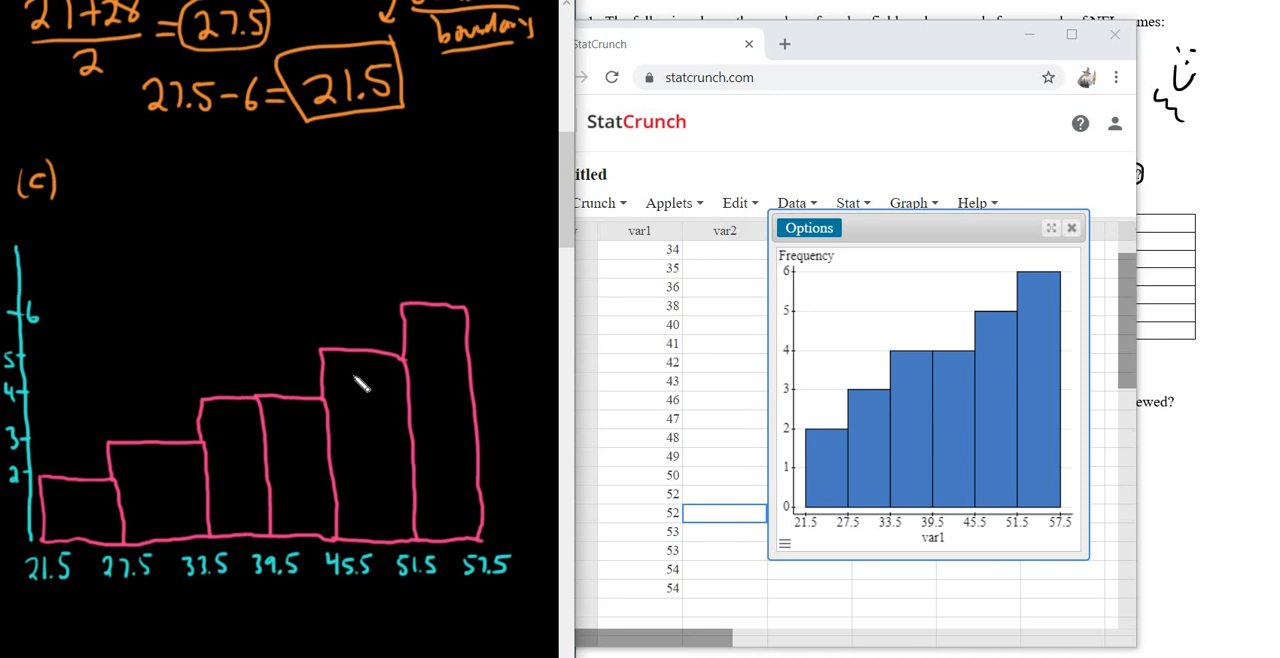 = 27.5
2
boundary
27.5 - 6 = 21.5
(c)
6
5
4
3
2
21.5 27.5 33.5 39.5 45.5 51.5 57.5
mes:
StatCrunch
statcrunch.com
StatCrunch
itled
Crunch Applets Edit Data Stat Graph Help
var1 var2
34
35
36
38
40
41
42
43
46
47
48
49
50
52
52
53
53
54
54
Options
Frequency
6
5
4
3
2
1
0
21.5 27.5 33.5 39.5 45.5 51.5 57.5
var1
?
ewed?